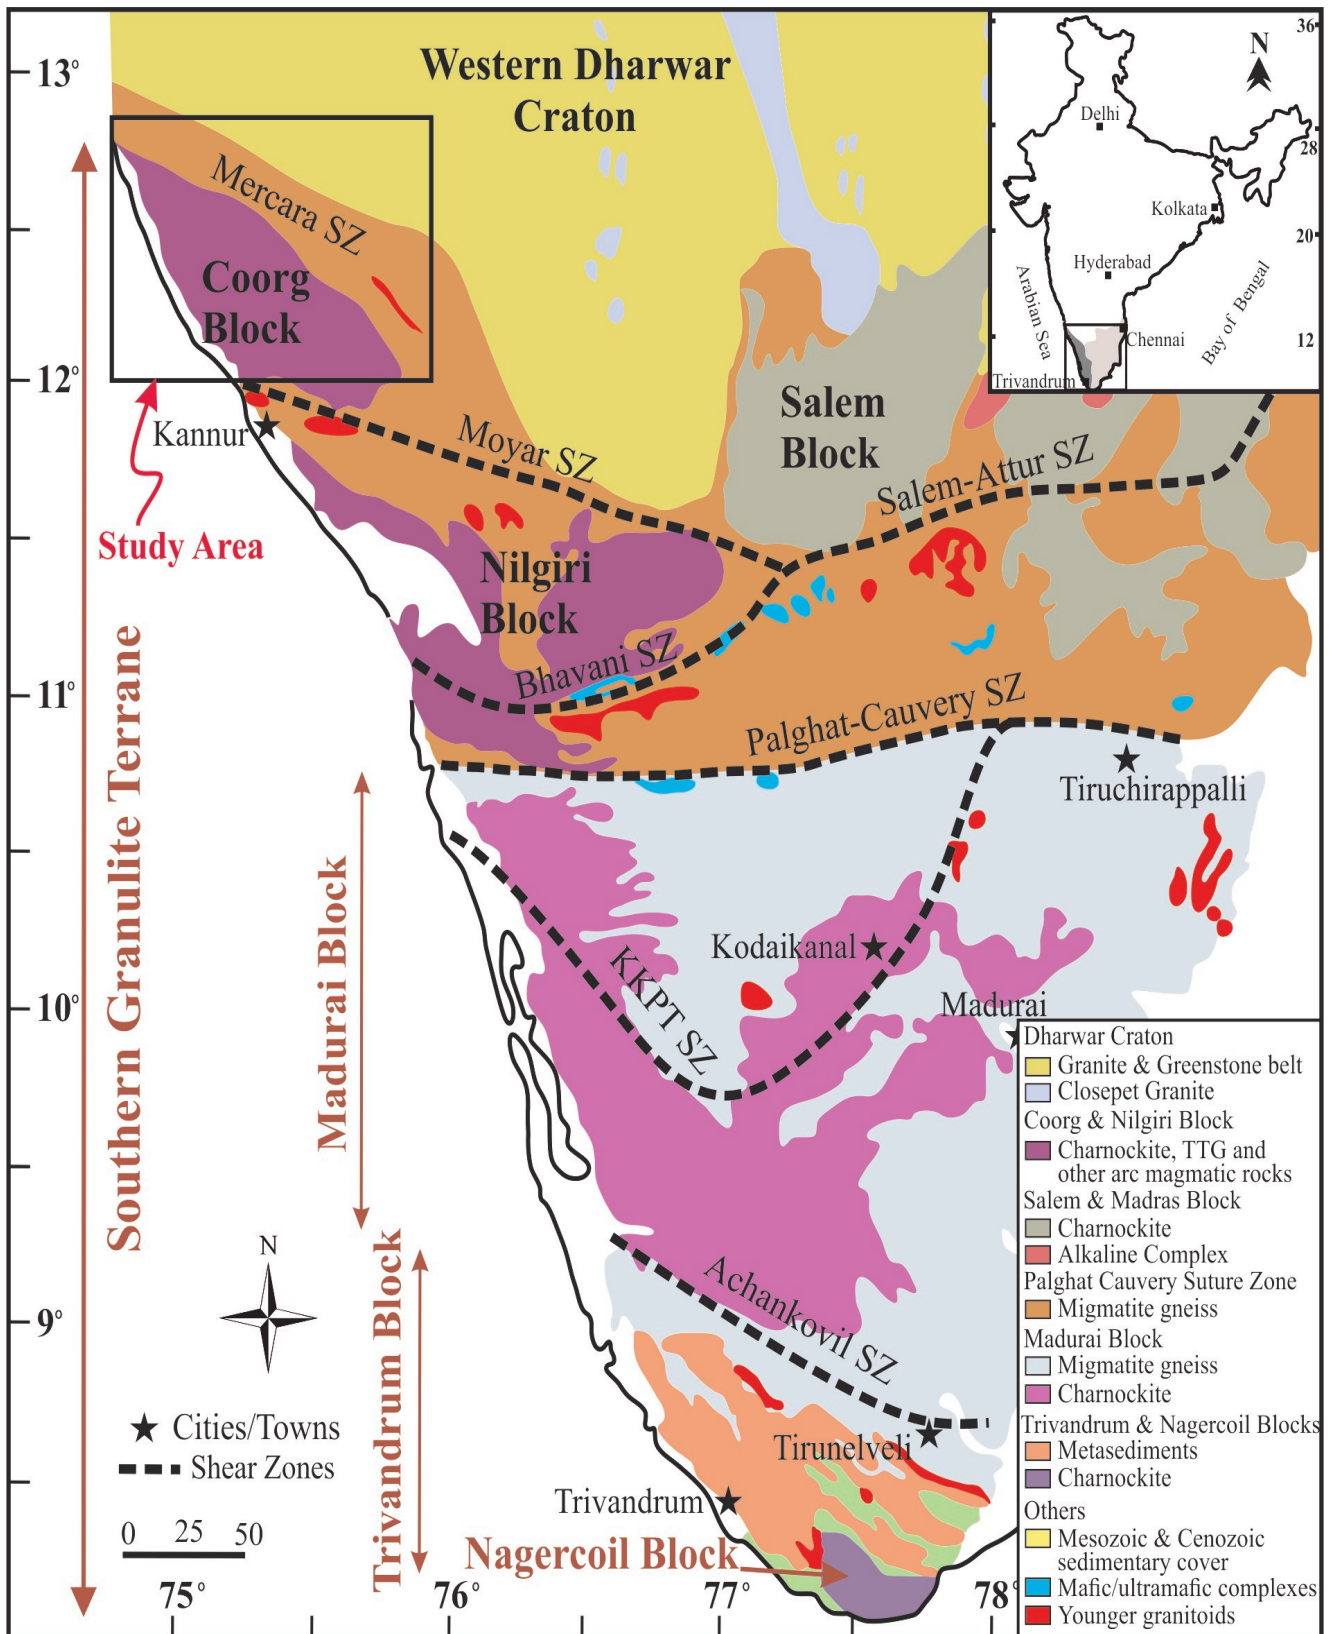 Western Dharwar
Craton
13°
Mercara SZ
Coorg
Block
12°
Kannur
Study Area
Moyar SZ
Salem
Block
Salem-Attur SZ
Nilgiri
Block
Bhavani SZ
11°
Palghat-Cauvery SZ
Tiruchirappalli
Southern Granulite Terrane
Madurai Block
Kodaikanal
KKPT SZ
Madurai
10°
Achankovil SZ
9°
Trivandrum Block
Tirunelveli
Trivandrum
Nagercoil Block
N
Cities/Towns
Shear Zones
0 25 50
75° 76° 77° 78°
N
36
28
20
12
Delhi
Kolkata
Hyderabad
Chennai
Trivandrum
Arabian Sea
Bay of Bengal
Dharwar Craton
Granite & Greenstone belt
Closepet Granite
Coorg & Nilgiri Block
Charnockite, TTG and
other arc magmatic rocks
Salem & Madras Block
Charnockite
Alkaline Complex
Palghat Cauvery Suture Zone
Migmatite gneiss
Madurai Block
Migmatite gneiss
Charnockite
Trivandrum & Nagercoil Blocks
Metasediments
Charnockite
Others
Mesozoic & Cenozoic
sedimentary cover
Mafic/ultramafic complexes
Younger granitoids